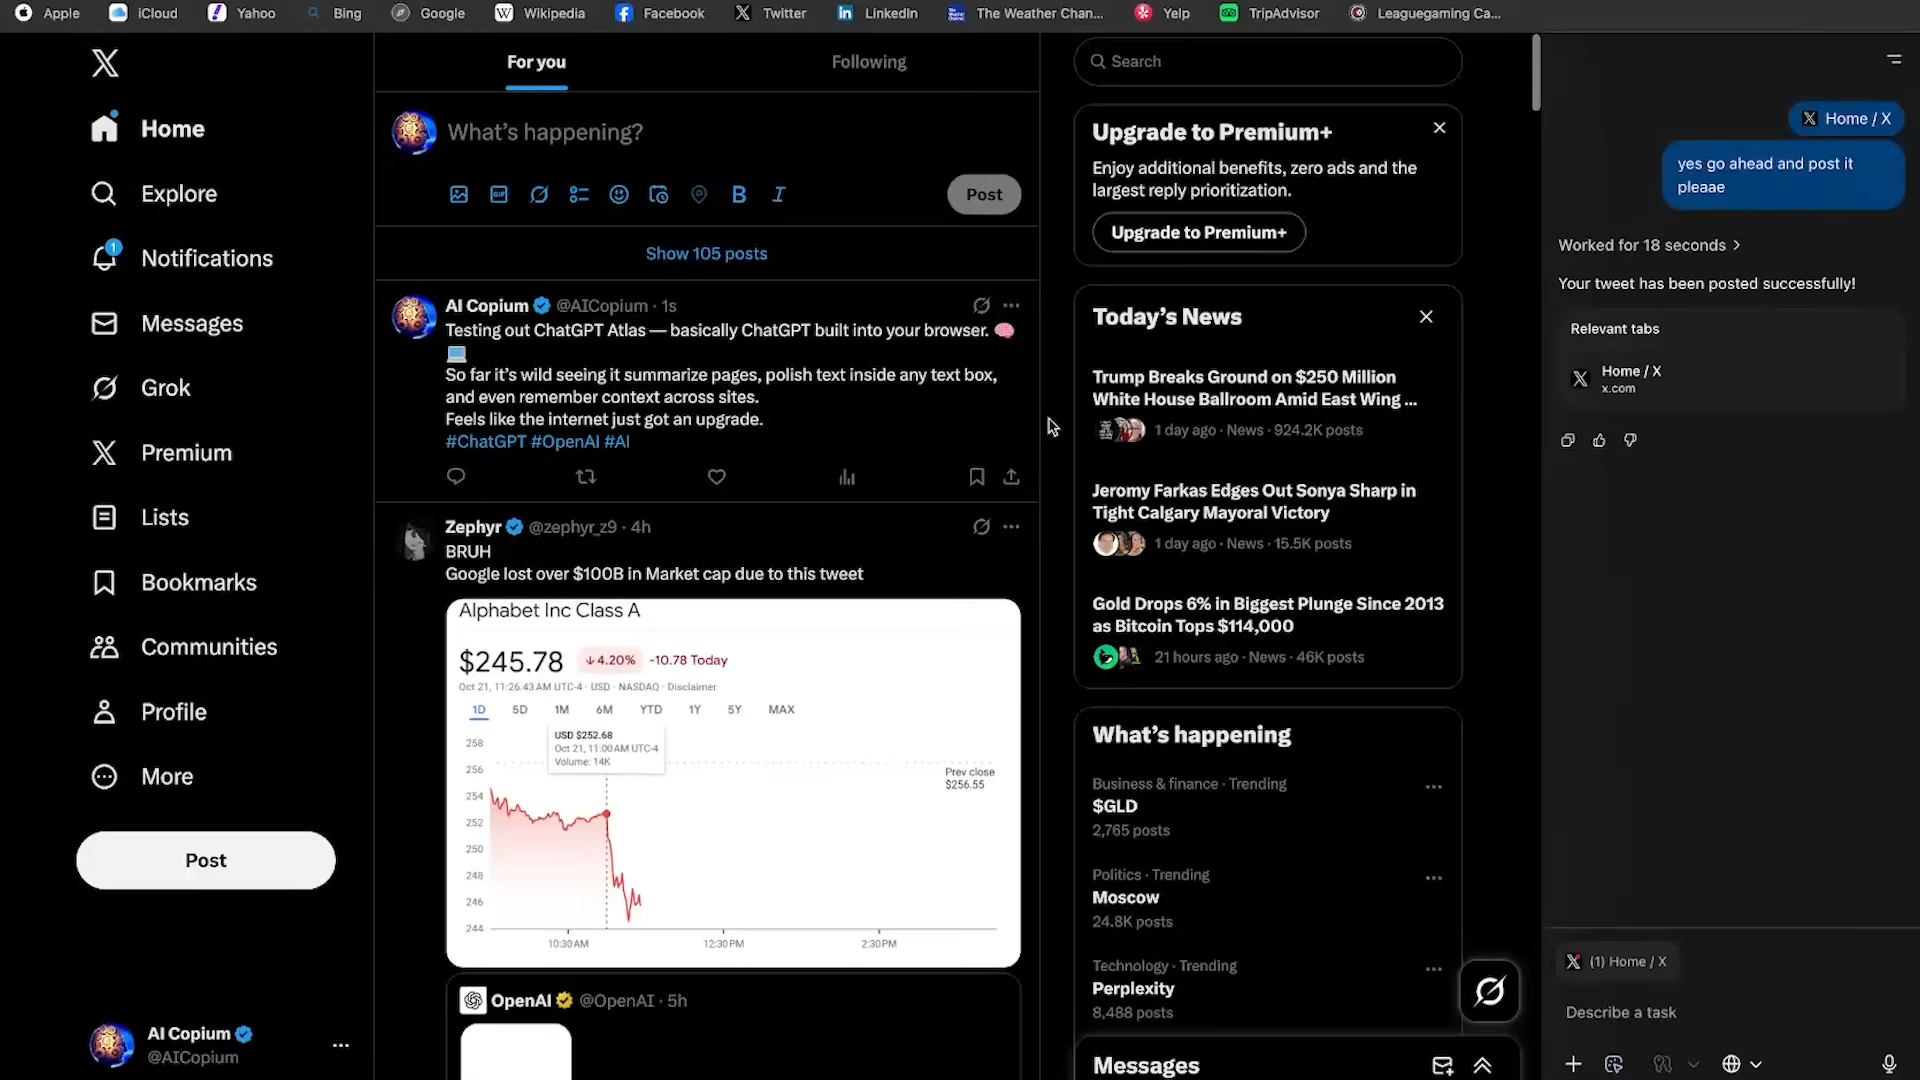 Apple
iCloud
Yahoo
Bing
Google
Wikipedia
Facebook
Twitter
LinkedIn
The Weather Chan...
Yelp
TripAdvisor
Leaguegaming Ca...
Home
Explore
1
Notifications
Messages
Grok
Premium
Lists
Bookmarks
Communities
Profile
More
Post
AI Copium
@AICopium
For you
Following
What's happening?
GIF
B I
Post
Show 105 posts
AI Copium @AICopium · 1s
Testing out ChatGPT Atlas — basically ChatGPT built into your browser. 🧠
💻
So far it's wild seeing it summarize pages, polish text inside any text box,
and even remember context across sites.
Feels like the internet just got an upgrade.
#ChatGPT #OpenAI #AI
Zephyr @zephyr_z9 · 4h
BRUH
Google lost over $100B in Market cap due to this tweet
Alphabet Inc Class A
$245.78 ↓4.20% -10.78 Today
Oct 21, 11:26:43 AM UTC-4 · USD · NASDAQ · Disclaimer
1D 5D 1M 6M YTD 1Y 5Y MAX
USD $252.68
Oct 21, 11:00 AM UTC-4
Volume: 14K
258
256
254
252
250
248
246
244
Prev close
$256.55
10:30 AM 12:30 PM 2:30 PM
OpenAI @OpenAI · 5h
Search
Upgrade to Premium+
Enjoy additional benefits, zero ads and the
largest reply prioritization.
Upgrade to Premium+
Today's News
Trump Breaks Ground on $250 Million
White House Ballroom Amid East Wing ...
1 day ago · News · 924.2K posts
Jeromy Farkas Edges Out Sonya Sharp in
Tight Calgary Mayoral Victory
1 day ago · News · 15.5K posts
Gold Drops 6% in Biggest Plunge Since 2013
as Bitcoin Tops $114,000
21 hours ago · News · 46K posts
What's happening
Business & finance · Trending
$GLD
2,765 posts
Politics · Trending
Moscow
24.8K posts
Technology · Trending
Perplexity
8,488 posts
Messages
Home / X
yes go ahead and post it
pleaae
Worked for 18 seconds >
Your tweet has been posted successfully!
Relevant tabs
Home / X
x.com
(1) Home / X
Describe a task